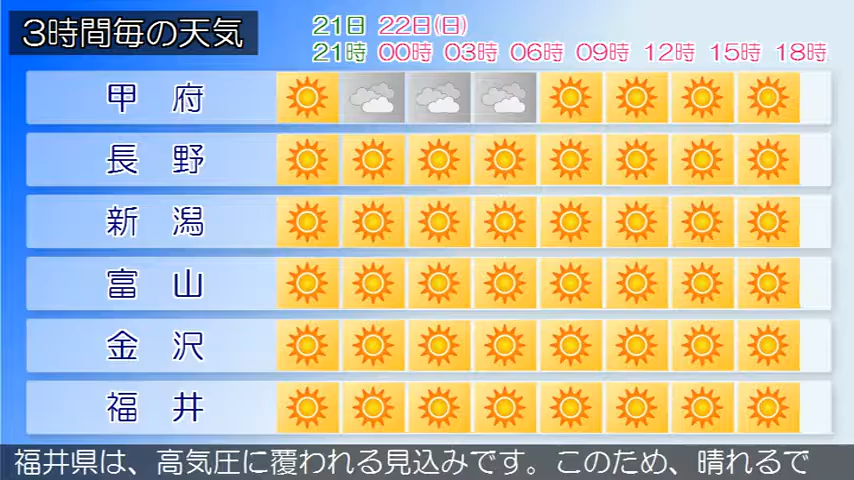 3時間毎の天気
21日 22日(日)
21時 00時 03時 06時 09時 12時 15時 18時
甲府
長野
新潟
富山
金沢
福井
福井県は、高気圧に覆われる見込みです。このため、晴れるで